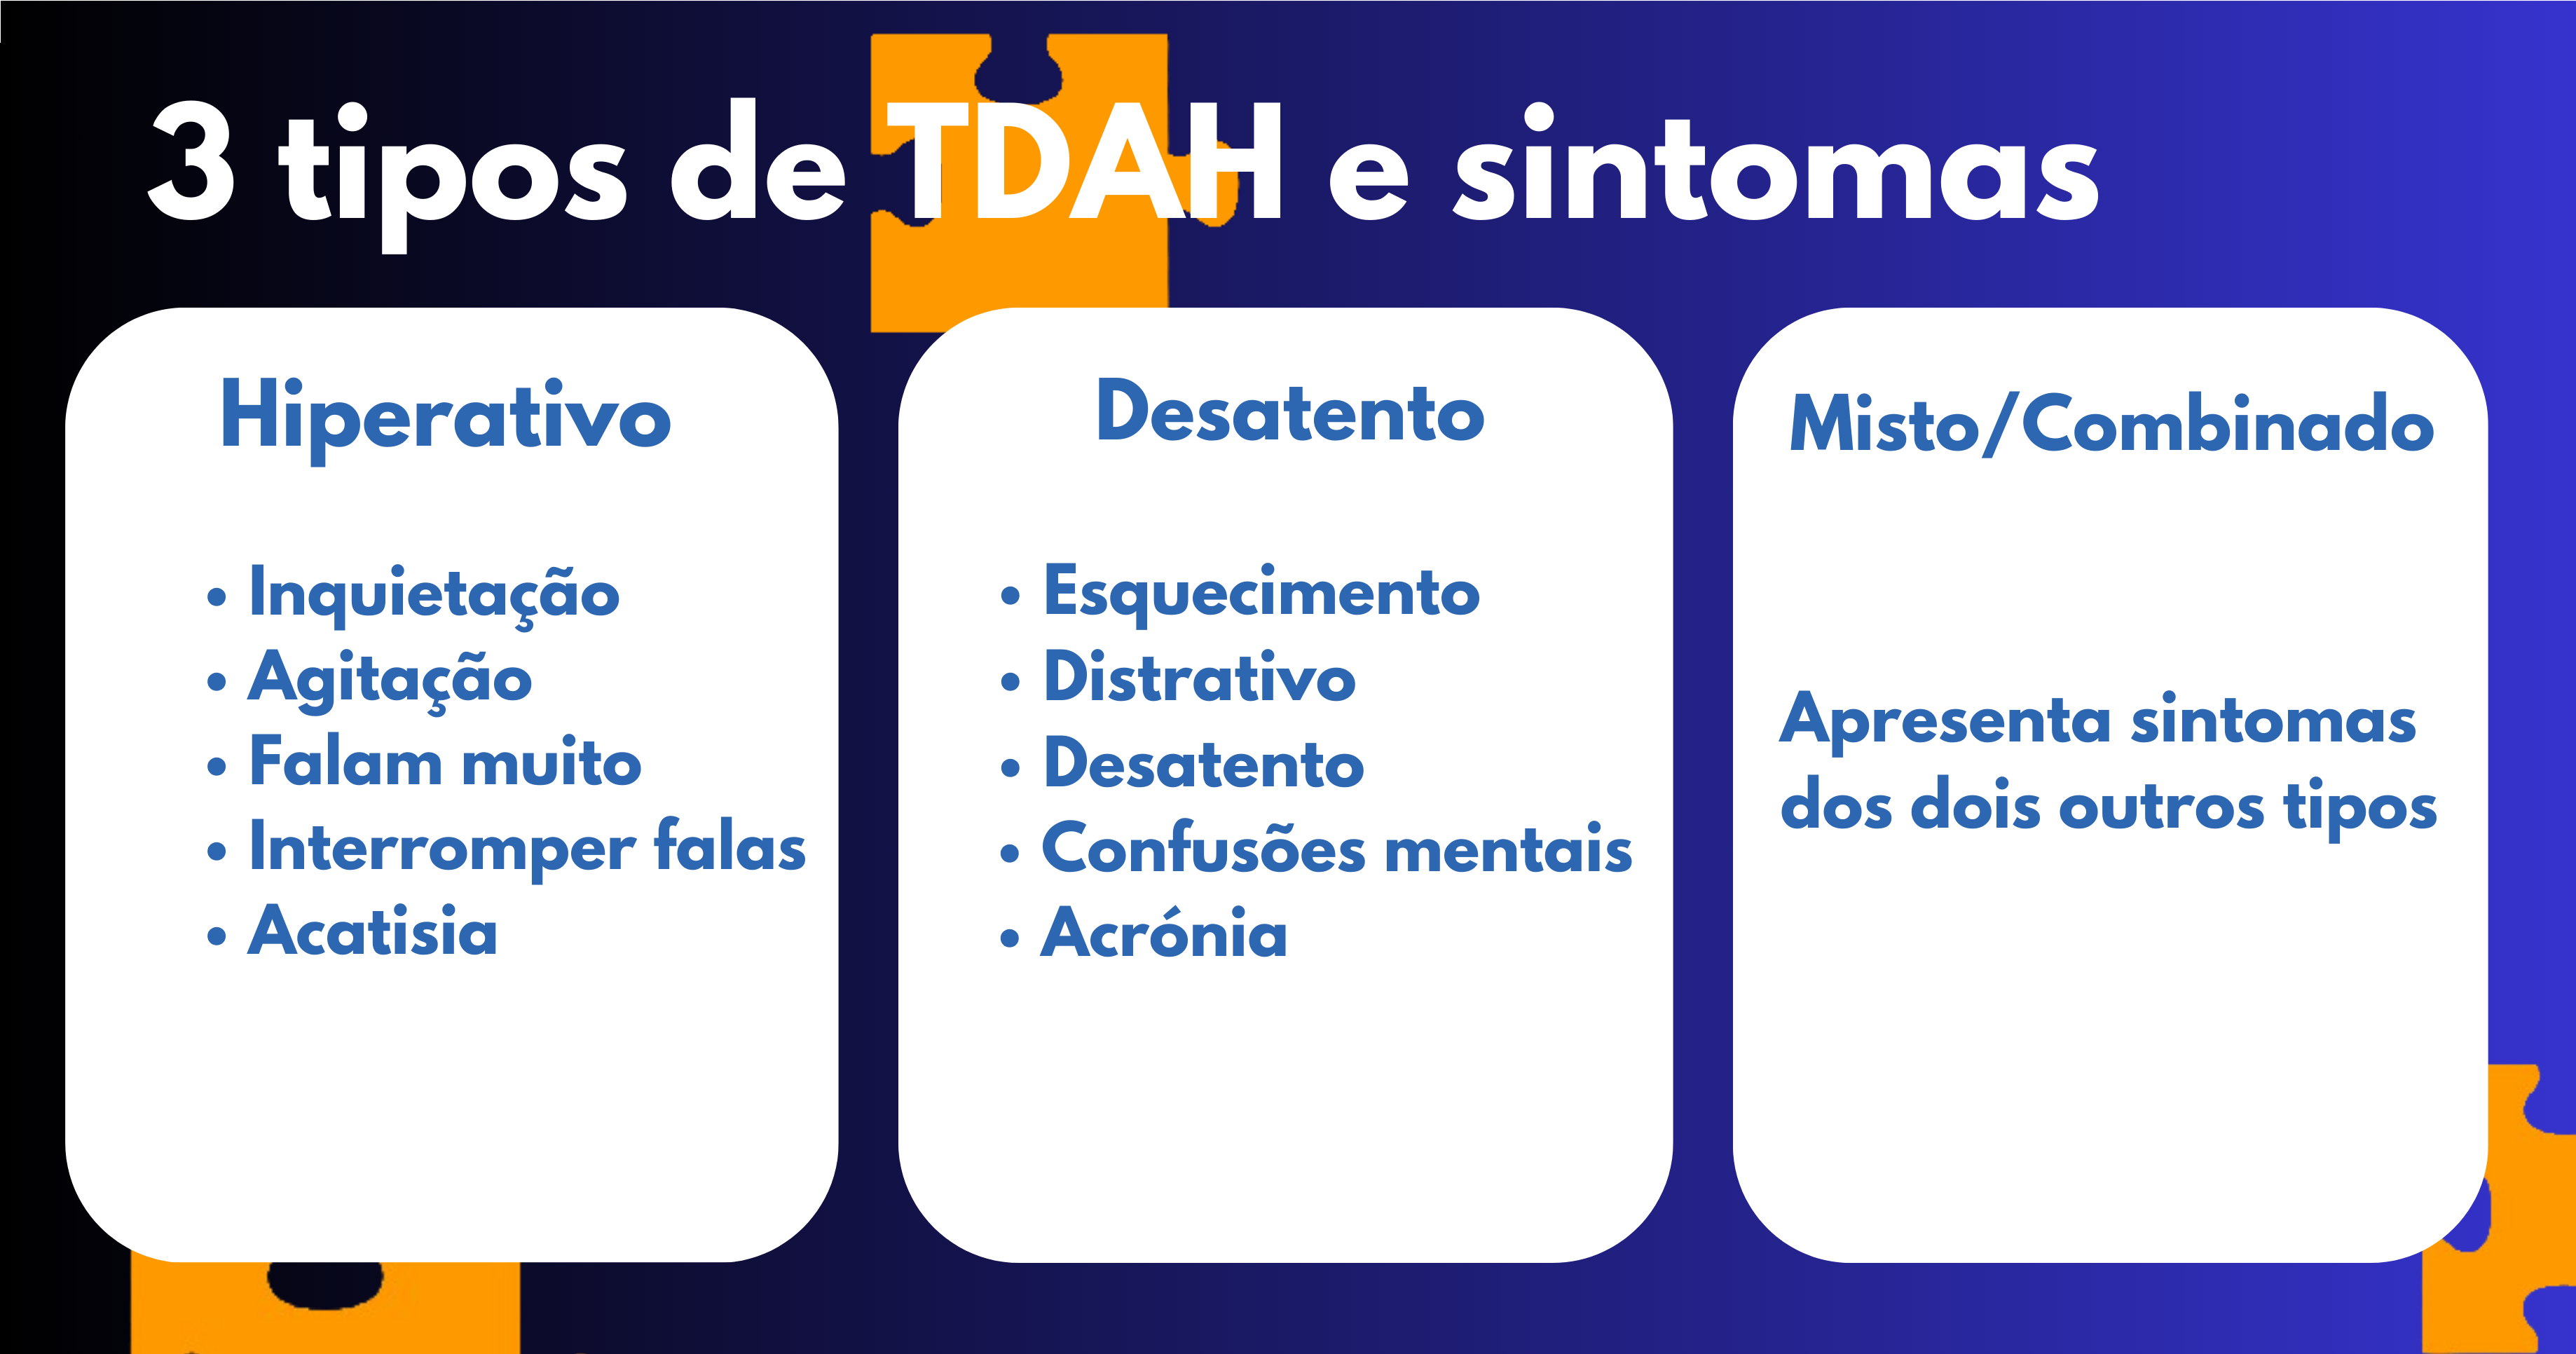 3 tipos de TDAH e sintomas
Hiperativo
• Inquietação
• Agitação
• Falam muito
• Interromper falas
• Acatisia
Desatento
• Esquecimento
• Distrativo
• Desatento
• Confusões mentais
• Acrónia
Misto/Combinado
Apresenta sintomas
dos dois outros tipos